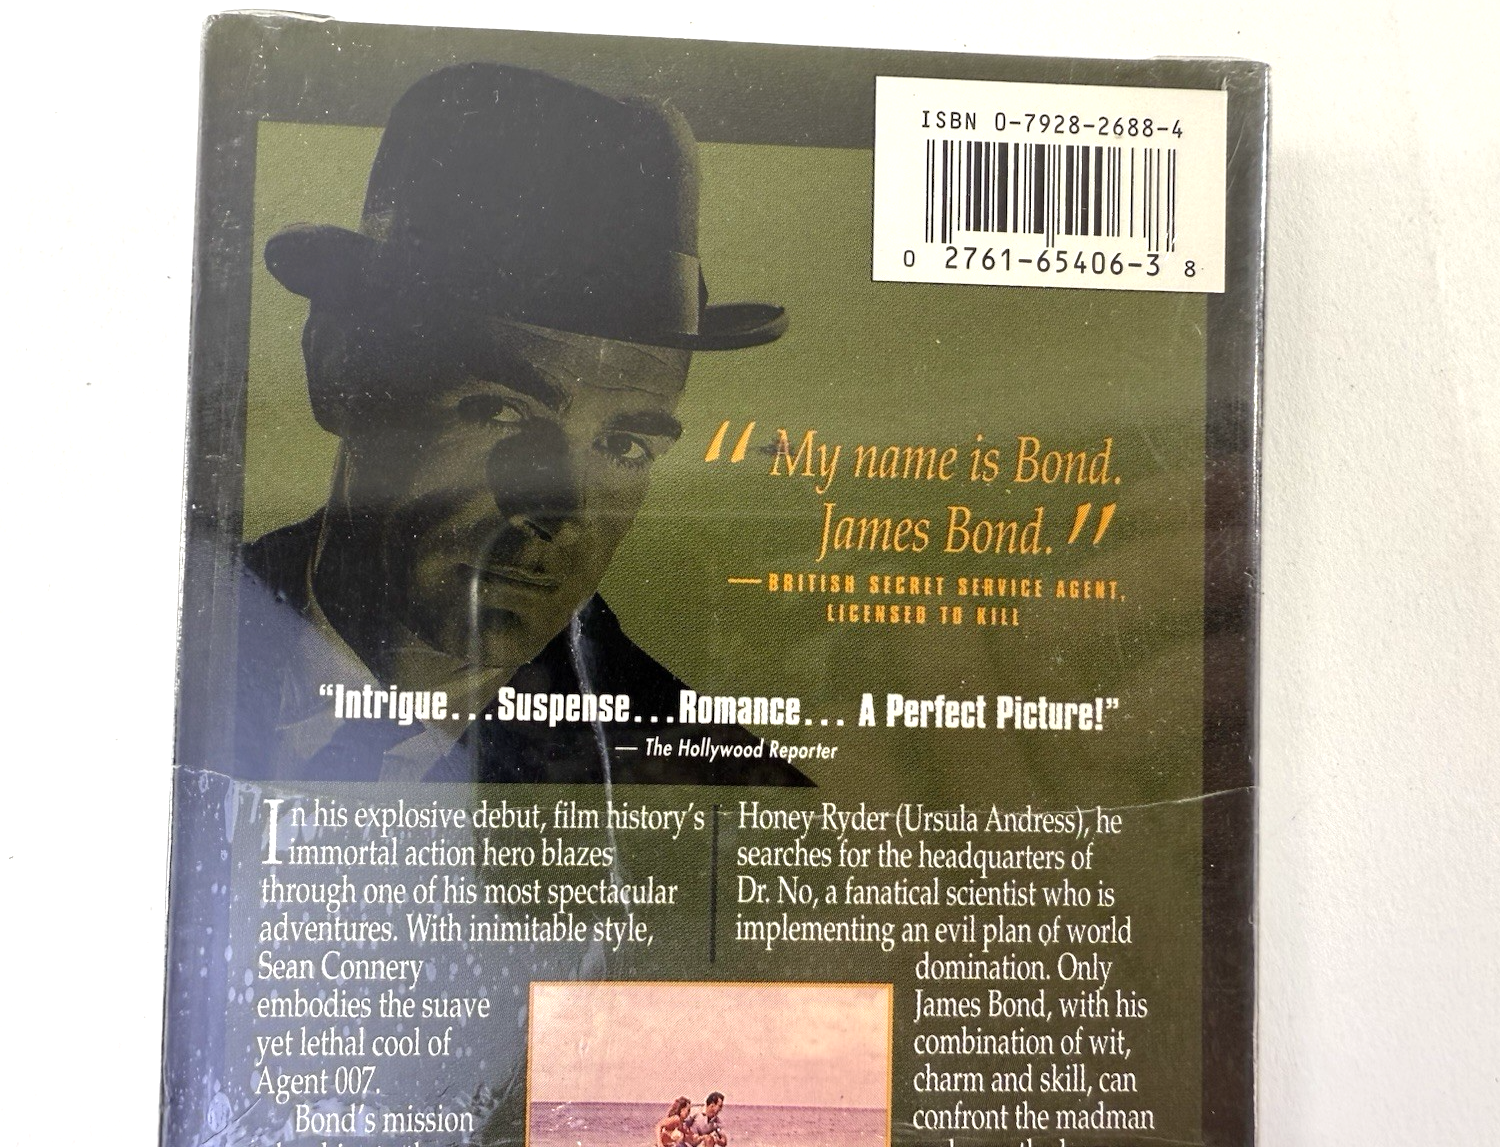 ISBN 0-7928-2688-4
0 2761-65406-3 8
“My name is Bond.
James Bond.”
— BRITISH SECRET SERVICE AGENT,
LICENSED TO KILL
“Intrigue...Suspense...Romance... A Perfect Picture!”
— The Hollywood Reporter
In his explosive debut, film history’s
immortal action hero blazes
through one of his most spectacular
adventures. With inimitable style,
Sean Connery
embodies the suave
yet lethal cool of
Agent 007.
Bond’s mission
Honey Ryder (Ursula Andress), he
searches for the headquarters of
Dr. No, a fanatical scientist who is
implementing an evil plan of world
domination. Only
James Bond, with his
combination of wit,
charm and skill, can
confront the madman